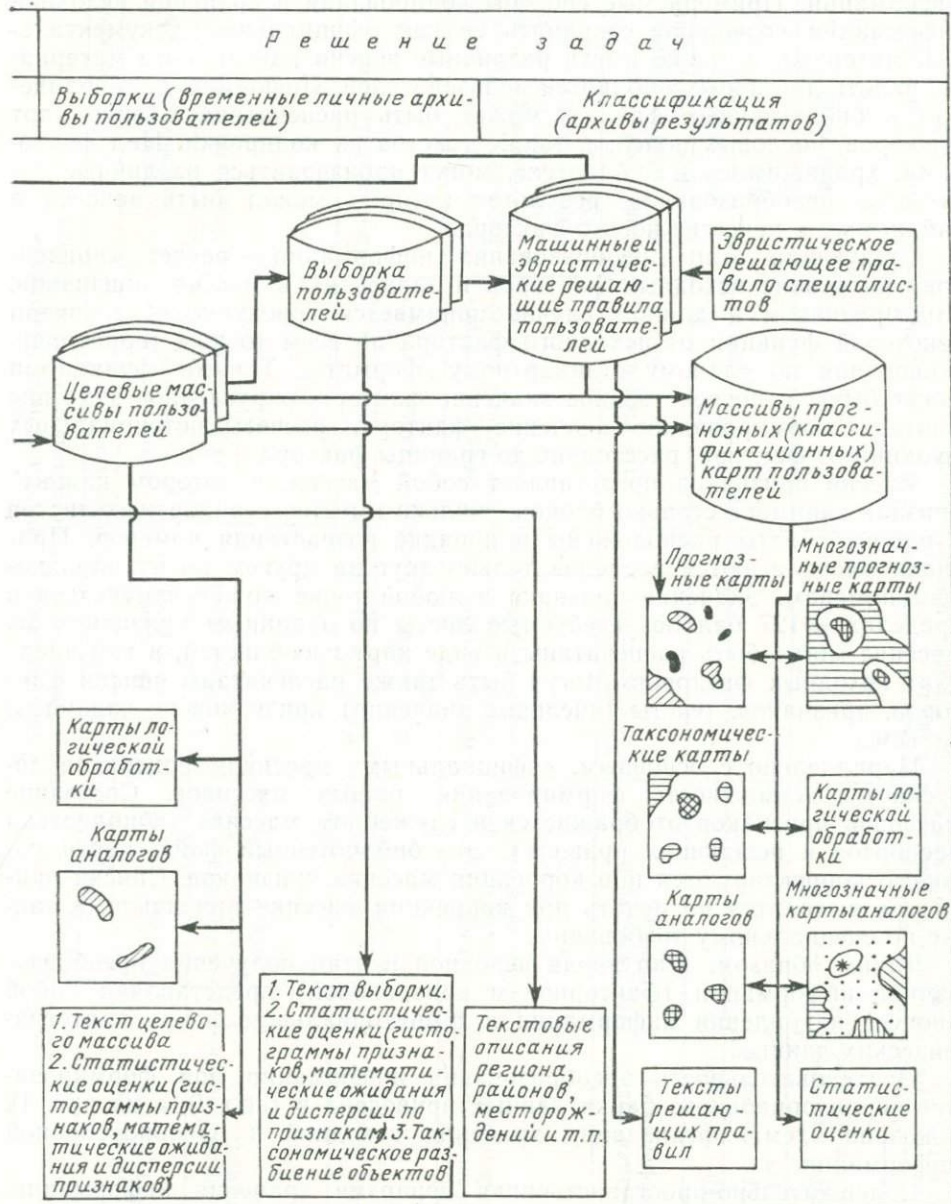 решение задач
Выборки (временные личные архи-
вы пользователей)
Классификация
(архивы результатов)
Выборка
пользовате-
лей
Машинные и
эвристичес-
кие решаю-
щие правила
пользовате-
лей
Эвристическое
решающее пра-
вило специалис-
тов
Целевые мас-
сивы пользо-
вателей
Массивы прог-
нозных (класси-
фикационных)
карт пользова-
телей
Прогноз-
ные карты
Многознач-
ные прогноз-
ные карты
Карты ло-
гической
обработ-
ки
Таксономичес-
кие карты
Карты ло-
гической
обработки
Карты
аналогов
Карты
аналогов
Многозначные
карты аналогов
1. Текст целево-
го массива
2. Статистичес-
кие оценки (гис-
тограммы приз-
наков, матема-
тические ожида-
ния и дисперсии
признаков)
1. Текст выборки.
2. Статистичес-
кие оценки (гисто-
граммы призна-
ков, математи-
ческие ожидания
и дисперсии по
признакам). 3. Так-
сономическое раз-
биение объектов
Текстовые
описания
региона,
районов,
месторож-
дений и т.п.
Тексты
решаю-
щих пра-
вил
Статис-
тические
оценки